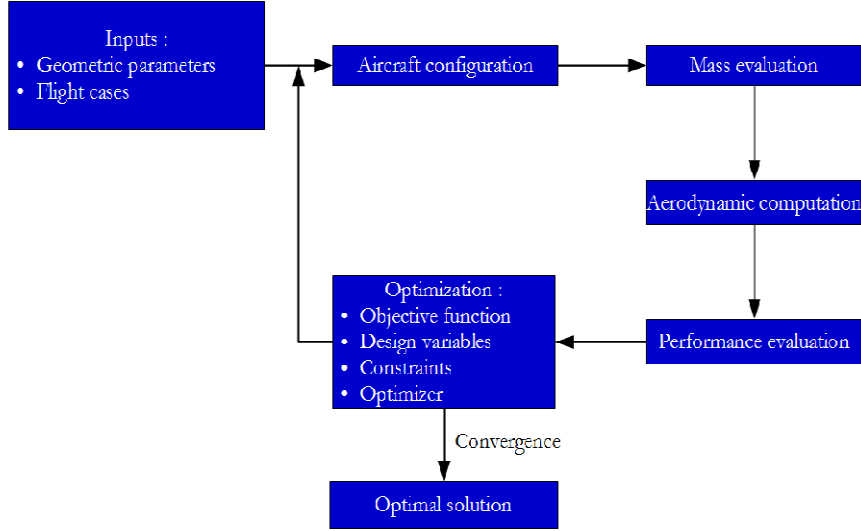 Inputs :
• Geometric parameters
• Flight cases
Aircraft configuration
Mass evaluation
Aerodynamic computation
Performance evaluation
Optimization :
• Objective function
• Design variables
• Constraints
• Optimizer
Convergence
Optimal solution